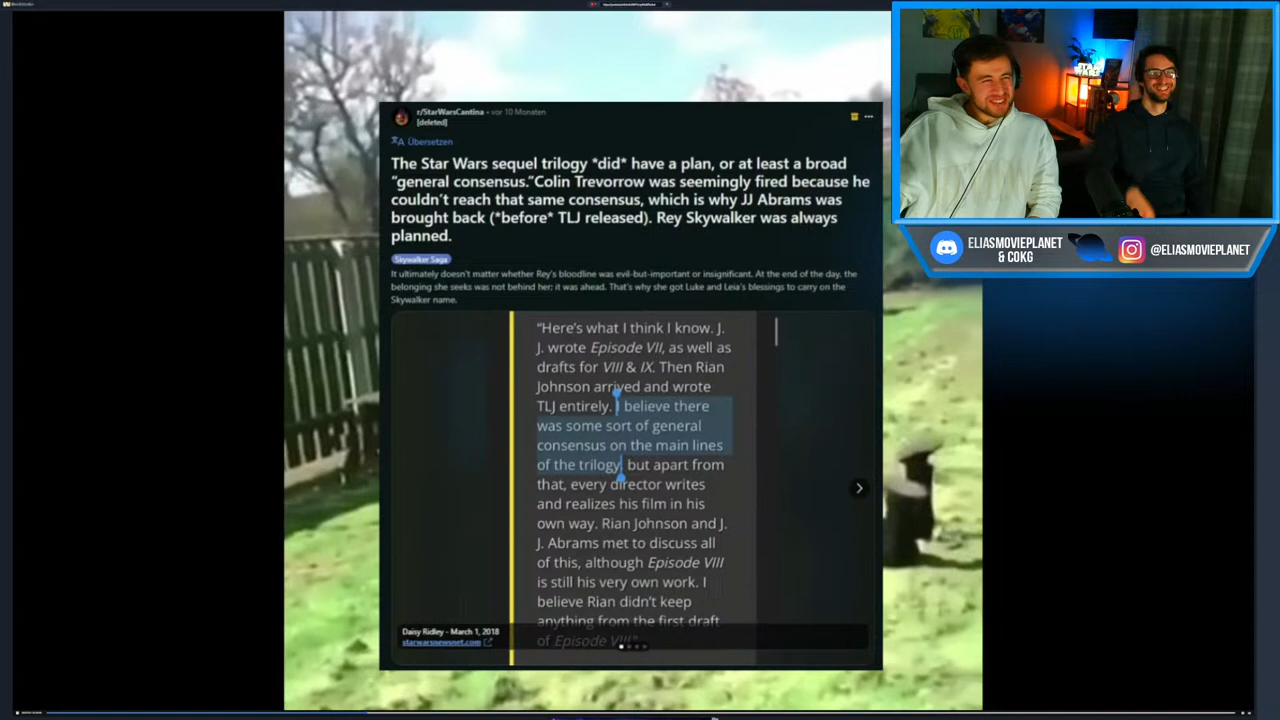 r/StarWarsCantina • vor 10 Monaten
[deleted]
Übersetzen
The Star Wars sequel trilogy *did* have a plan, or at least a broad
"general consensus."Colin Trevorrow was seemingly fired because he
couldn't reach that same consensus, which is why JJ Abrams was
brought back (*before* TLJ released). Rey Skywalker was always
planned.
Skywalker Saga
It ultimately doesn't matter whether Rey's bloodline was evil-but-important or insignificant. At the end of the day, the
belonging she seeks was not behind her; it was ahead. That's why she got Luke and Leia's blessings to carry on the
Skywalker name.
"Here's what I think I know. J.
J. wrote Episode VII, as well as
drafts for VIII & IX. Then Rian
Johnson arrived and wrote
TLJ entirely. I believe there
was some sort of general
consensus on the main lines
of the trilogy, but apart from
that, every director writes
and realizes his film in his
own way. Rian Johnson and J.
J. Abrams met to discuss all
of this, although Episode VIII
is still his very own work. I
believe Rian didn't keep
anything from the first draft
of Episode VIII."
Daisy Ridley - March 1, 2018
starwarsnewsnet.com
STAR
WARS
ELIASMOVIEPLANET
& COKG
@ELIASMOVIEPLANET